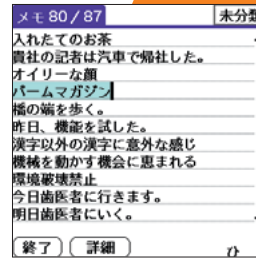 メモ 80 / 87 未分類
入れたてのお茶
貴社の記者は汽車で帰社した。
オイリーな顔
パームマガジン
橋の端を歩く。
昨日、機能を試した。
漢字以外の漢字に意外な感じ
機械を動かす機会に恵まれる
環境破壊禁止
今日歯医者に行きます。
明日歯医者にいく。
終了 詳細 ひ